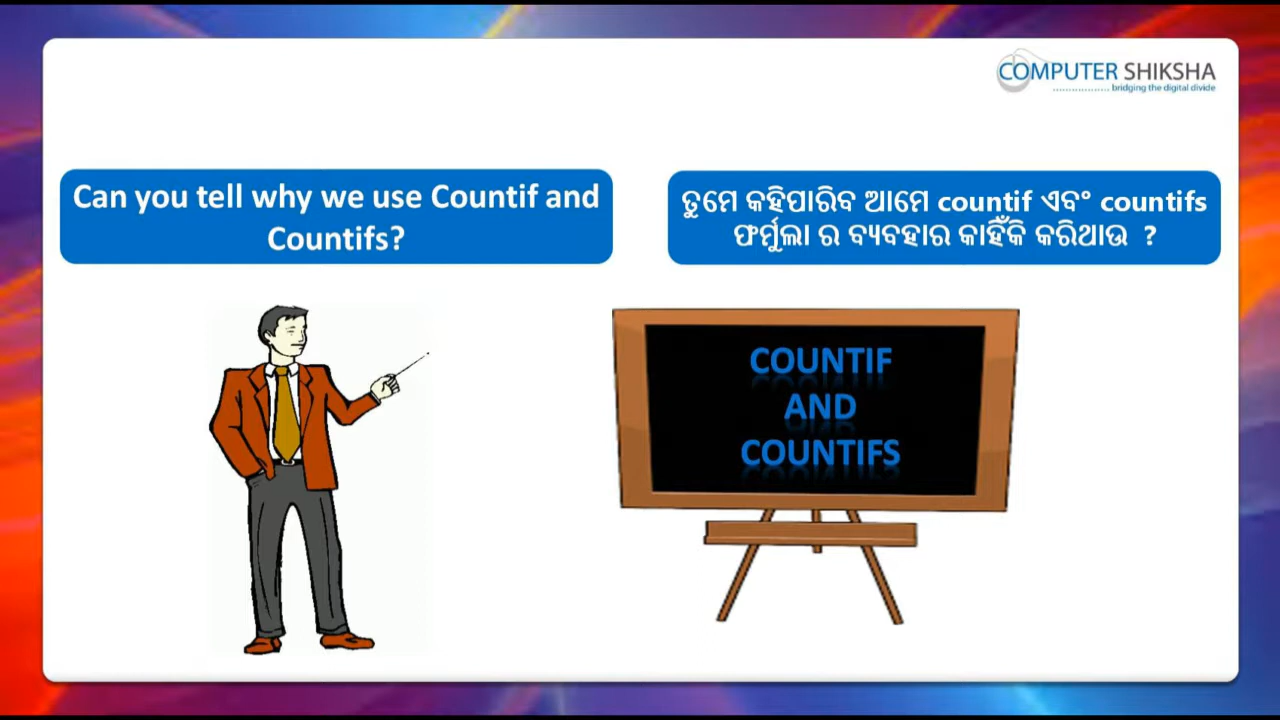 COMPUTER SHIKSHA
.................. bridging the digital divide
Can you tell why we use Countif and
Countifs?
ତୁମେ କହିପାରିବ ଆମେ countif ଏବଂ countifs
ଫର୍ମୁଲା ର ବ୍ୟବହାର କାହିଁକି କରିଥାଉ ?
COUNTIF
AND
COUNTIFS